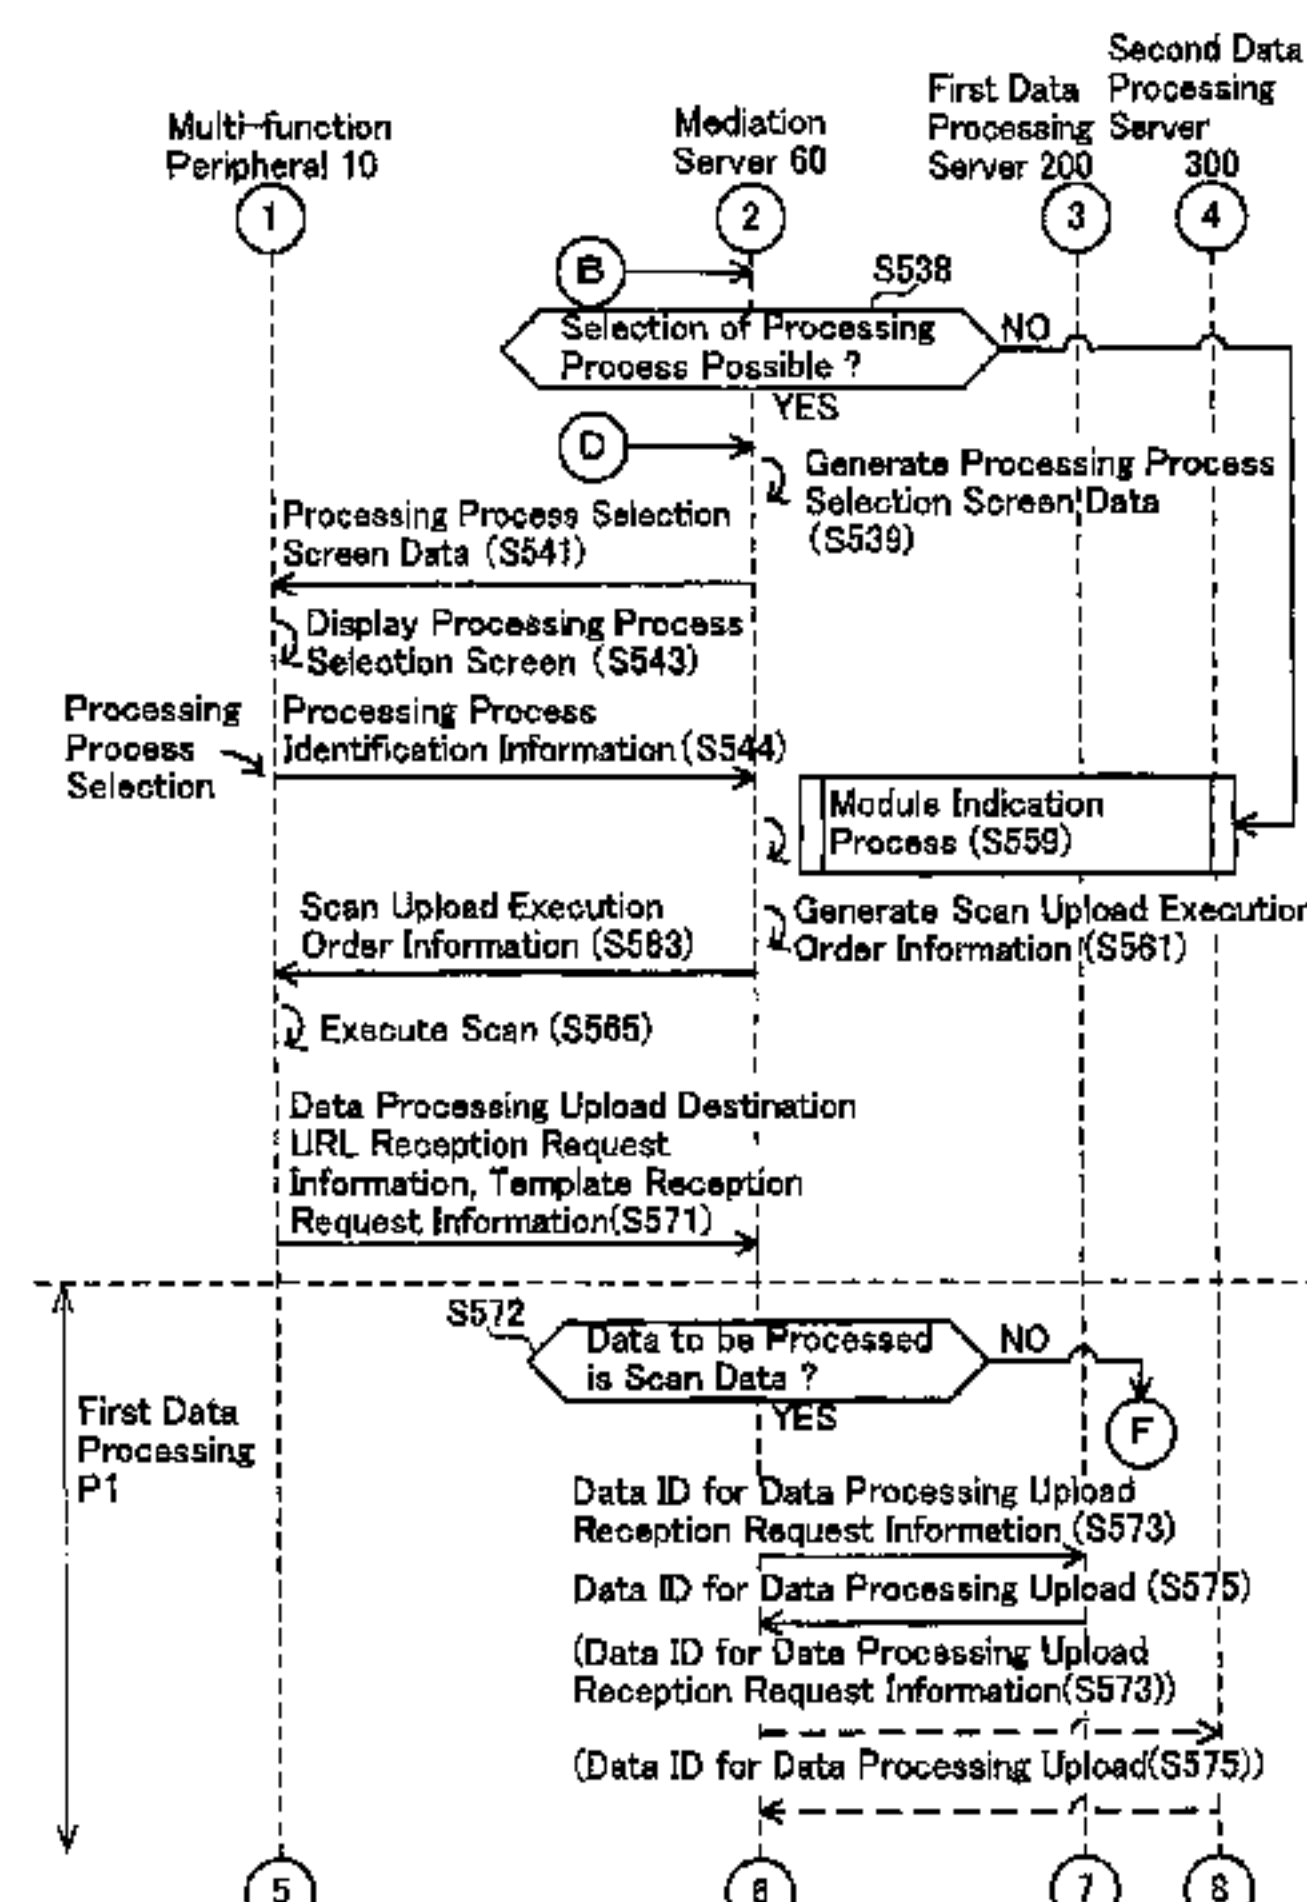 Multi-function
Peripheral 10
Mediation
Server 60
First Data
Processing
Server 200
Second Data
Processing
Server
300
1
2
3
4
B
S538
Selection of Processing
Process Possible ?
NO
YES
D
Generate Processing Process
Selection Screen Data
(S539)
Processing Process Selection
Screen Data (S541)
Display Processing Process
Selection Screen (S543)
Processing
Process
Selection
Processing Process
Identification Information(S544)
Module Indication
Process (S559)
Scan Upload Execution
Order Information (S563)
Generate Scan Upload Execution
Order Information (S561)
Execute Scan (S565)
Data Processing Upload Destination
URL Reception Request
Information, Template Reception
Request Information(S571)
S572
Data to be Processed
is Scan Data ?
NO
YES
F
First Data
Processing
P1
Data ID for Data Processing Upload
Reception Request Information (S573)
Data ID for Data Processing Upload (S575)
(Data ID for Data Processing Upload
Reception Request Information(S573))
(Data ID for Data Processing Upload(S575))
5
6
7
8